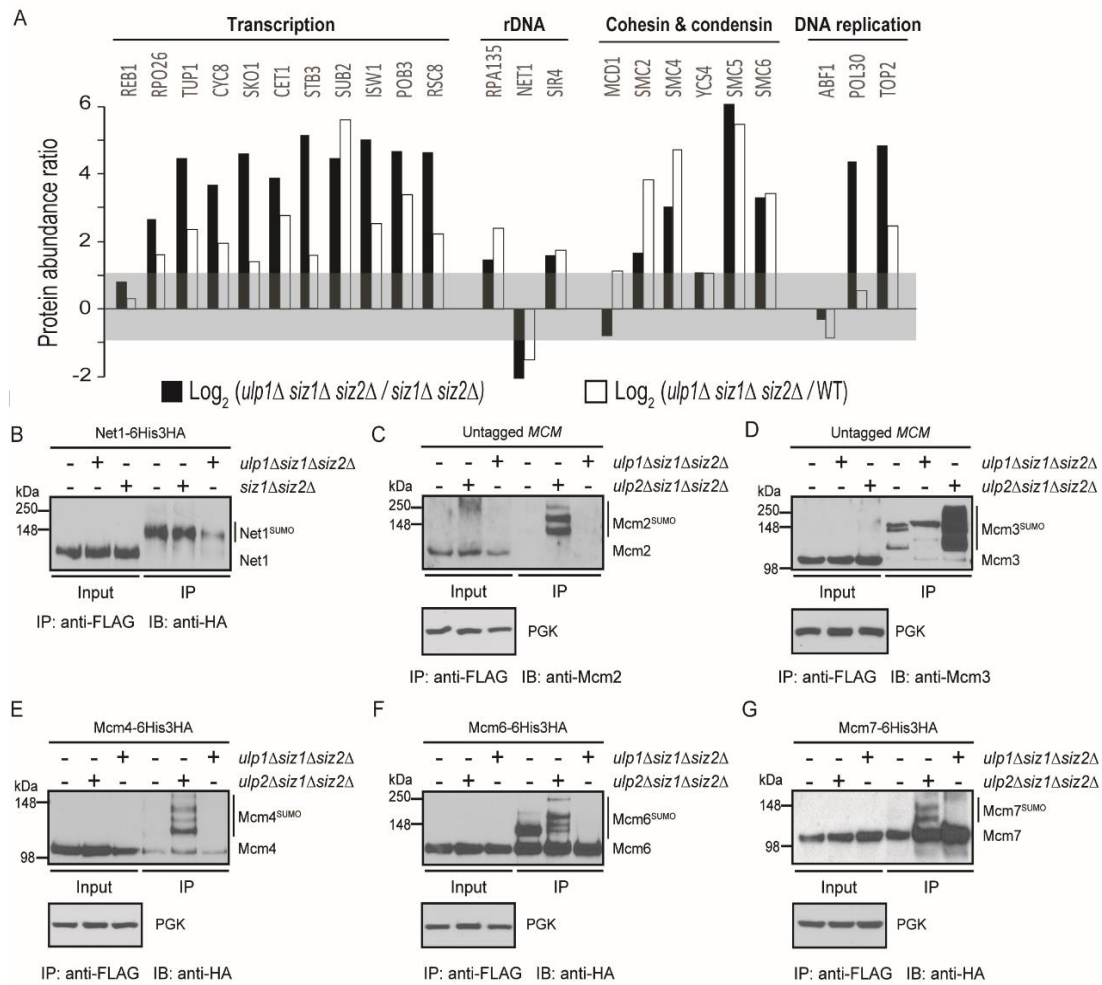 A
Transcription rDNA Cohesin & condensin DNA replication
REB1 RPO26 TUP1 CYC8 SKO1 CET1 STB3 SUB2 ISW1 POB3 RSC8 RPA135 NET1 SIR4 MCD1 SMC2 SMC4 YCS4 SMC5 SMC6 ABF1 POL30 TOP2
Protein abundance ratio
6
4
2
0
-2
Log2 (ulp1Δ siz1Δ siz2Δ / siz1Δ siz2Δ) Log2 (ulp1Δ siz1Δ siz2Δ / WT)
B
Net1-6His3HA
- + - - - + ulp1Δsiz1Δsiz2Δ
- - + - + - siz1Δsiz2Δ
kDa
250
148
Net1SUMO
Net1
Input IP
IP: anti-FLAG IB: anti-HA
C
Untagged MCM
- - + - - + ulp1Δsiz1Δsiz2Δ
- + - - + - ulp2Δsiz1Δsiz2Δ
kDa
250
148
Mcm2SUMO
Mcm2
Input IP
PGK
IP: anti-FLAG IB: anti-Mcm2
D
Untagged MCM
- + - - + - ulp1Δsiz1Δsiz2Δ
- - + - - + ulp2Δsiz1Δsiz2Δ
kDa
250
148
Mcm3SUMO
98
Mcm3
Input IP
PGK
IP: anti-FLAG IB: anti-Mcm3
E
Mcm4-6His3HA
- - + - - + ulp1Δsiz1Δsiz2Δ
- + - - + - ulp2Δsiz1Δsiz2Δ
kDa
148
Mcm4SUMO
98
Mcm4
Input IP
PGK
IP: anti-FLAG IB: anti-HA
F
Mcm6-6His3HA
- - + - - + ulp1Δsiz1Δsiz2Δ
- + - - + - ulp2Δsiz1Δsiz2Δ
kDa
250
148
Mcm6SUMO
Mcm6
Input IP
PGK
IP: anti-FLAG IB: anti-HA
G
Mcm7-6His3HA
- - + - - + ulp1Δsiz1Δsiz2Δ
- + - - + - ulp2Δsiz1Δsiz2Δ
kDa
148
Mcm7SUMO
98
Mcm7
Input IP
PGK
IP: anti-FLAG IB: anti-HA